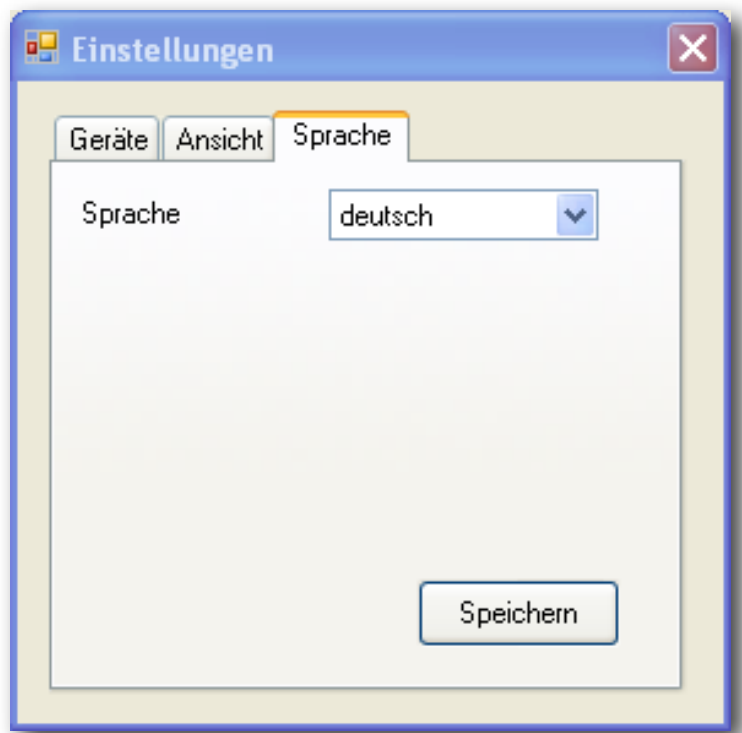 Einstellungen
Geräte Ansicht Sprache
Sprache deutsch
Speichern